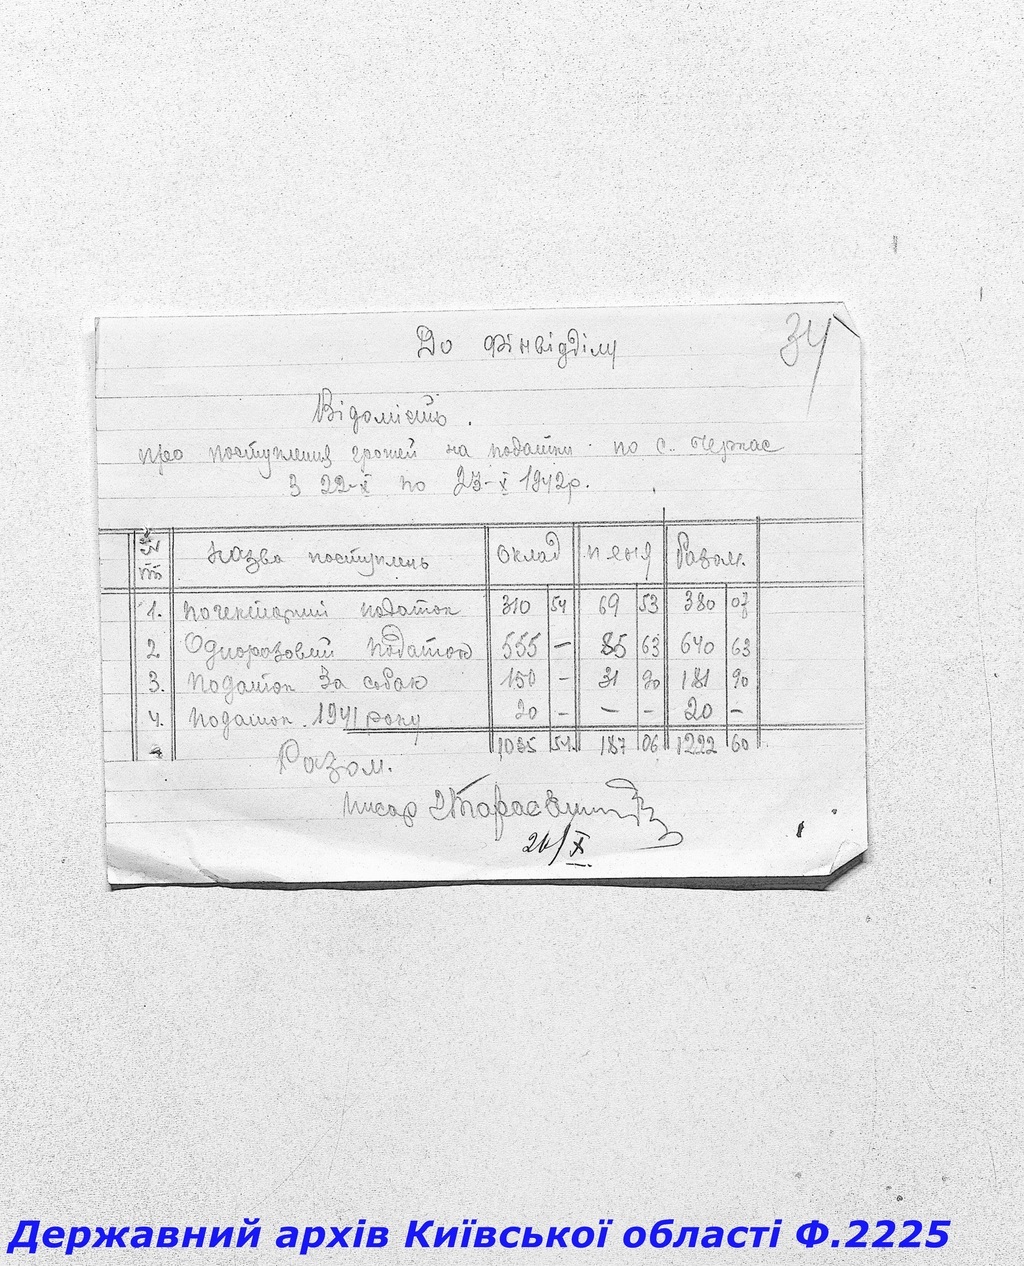 34
До Фінвідділу
Відомість.
про поступлення грошей на податки по с. Черкас
з 22-X по 23-X 1942р.
№ пп Назва поступлень Оклад Пеня Разом.
1. Погектарний податок 310 54 69 53 380 07
2 Одноразовий податок 555 — 85 63 640 63
3. Податок за собак 150 - 31 90 181 90
4. Податок 1941 року 20 - — - 20 —
Разом. 1035 54 187 06 1222 60
Писар
26/X
Державний архів Київської області Ф.2225